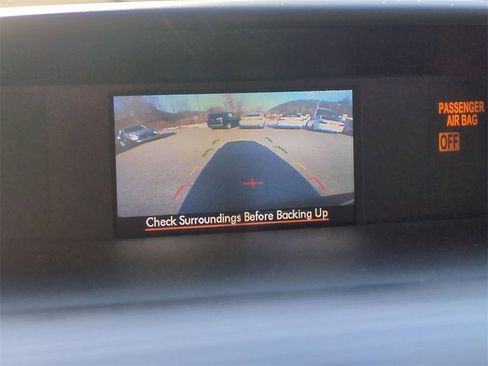 PASSENGER
AIR BAG
OFF
Check Surroundings Before Backing Up